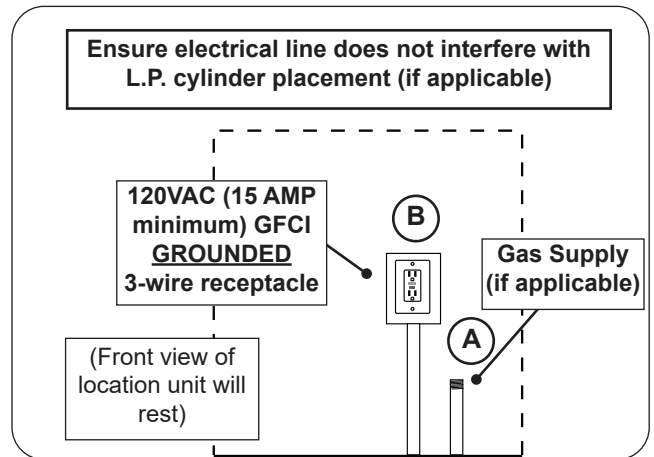 Ensure electrical line does not interfere with
L.P. cylinder placement (if applicable)
120VAC (15 AMP
minimum) GFCI
GROUNDED
3-wire receptacle
B
Gas Supply
(if applicable)
A
(Front view of
location unit will
rest)